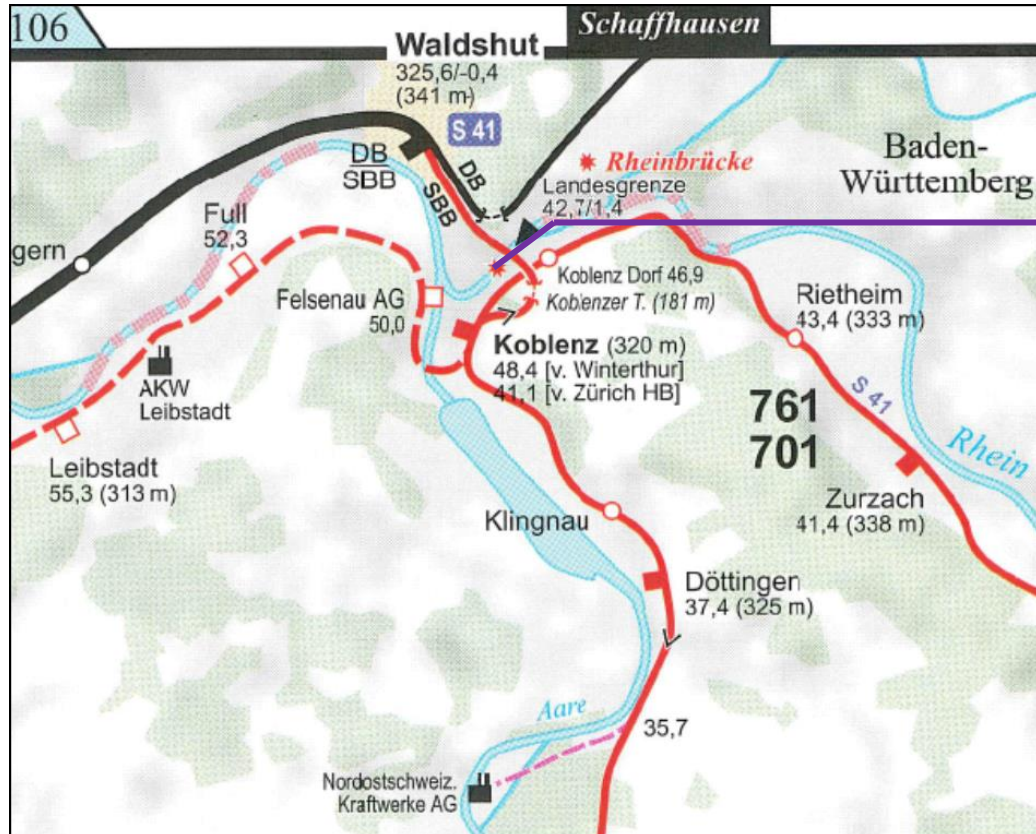 106
Schaffhausen
Waldshut
325,6/-0,4
(341 m)
S 41
DB
SBB
DB
SBB
Rheinbrücke
Landesgrenze
42,7/1,4
Baden-
Württemberg
gern
Full
52,3
Felsenau AG
50,0
Koblenz Dorf 46,9
Koblenzer T. (181 m)
Koblenz (320 m)
48,4 [v. Winterthur]
41,1 [v. Zürich HB]
Rietheim
43,4 (333 m)
AKW
Leibstadt
Leibstadt
55,3 (313 m)
761
701
S 41
Rhein
Zurzach
41,4 (338 m)
Klingnau
Döttingen
37,4 (325 m)
Aare
35,7
Nordostschweiz.
Kraftwerke AG